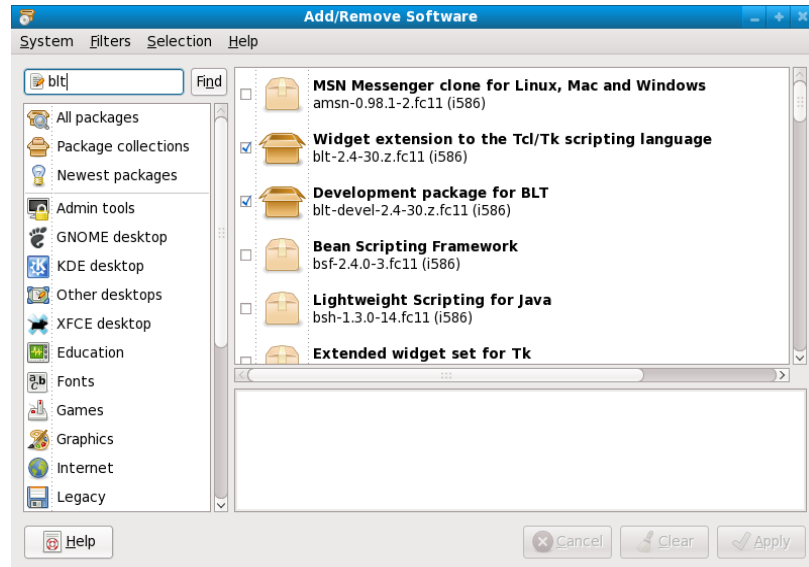 Add/Remove Software
System Filters Selection Help
blt Find
All packages
Package collections
Newest packages
Admin tools
GNOME desktop
KDE desktop
Other desktops
XFCE desktop
Education
Fonts
Games
Graphics
Internet
Legacy
MSN Messenger clone for Linux, Mac and Windows
amsn-0.98.1-2.fc11 (i586)
Widget extension to the Tcl/Tk scripting language
blt-2.4-30.z.fc11 (i586)
Development package for BLT
blt-devel-2.4-30.z.fc11 (i586)
Bean Scripting Framework
bsf-2.4.0-3.fc11 (i586)
Lightweight Scripting for Java
bsh-1.3.0-14.fc11 (i586)
Extended widget set for Tk
Help Cancel Clear Apply